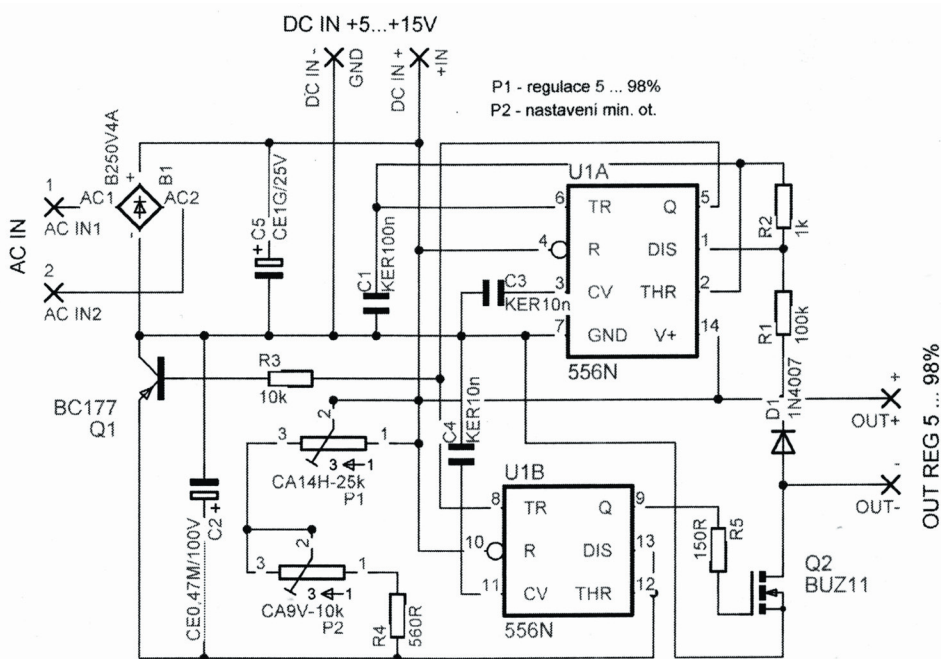 DC IN +5...+15V
DC IN -
GND
DC IN +
+IN
P1 - regulace 5 ... 98%
P2 - nastaveni min. ot.
B250V4A
B1
+
-
AC1
AC2
AC IN
1
AC IN1
2
AC IN2
C5
CE1G/25V
+
C1
KER100n
C3
KER10n
U1A
6
TR
Q
5
4
R
DIS
1
3
CV
THR
2
7
GND
V+
14
556N
R2
1k
R1
100k
D1
1N4007
+
OUT+
-
OUT-
OUT REG 5 ... 98%
BC177
Q1
R3
10k
C4
KER10n
2
3
1
3
1
CA14H-25k
P1
2
3
1
3
1
CA9V-10k
P2
C2
+
CE0,47M/100V
R4
560R
U1B
8
TR
Q
9
10
R
DIS
13
11
CV
THR
12
556N
150R
R5
Q2
BUZ11